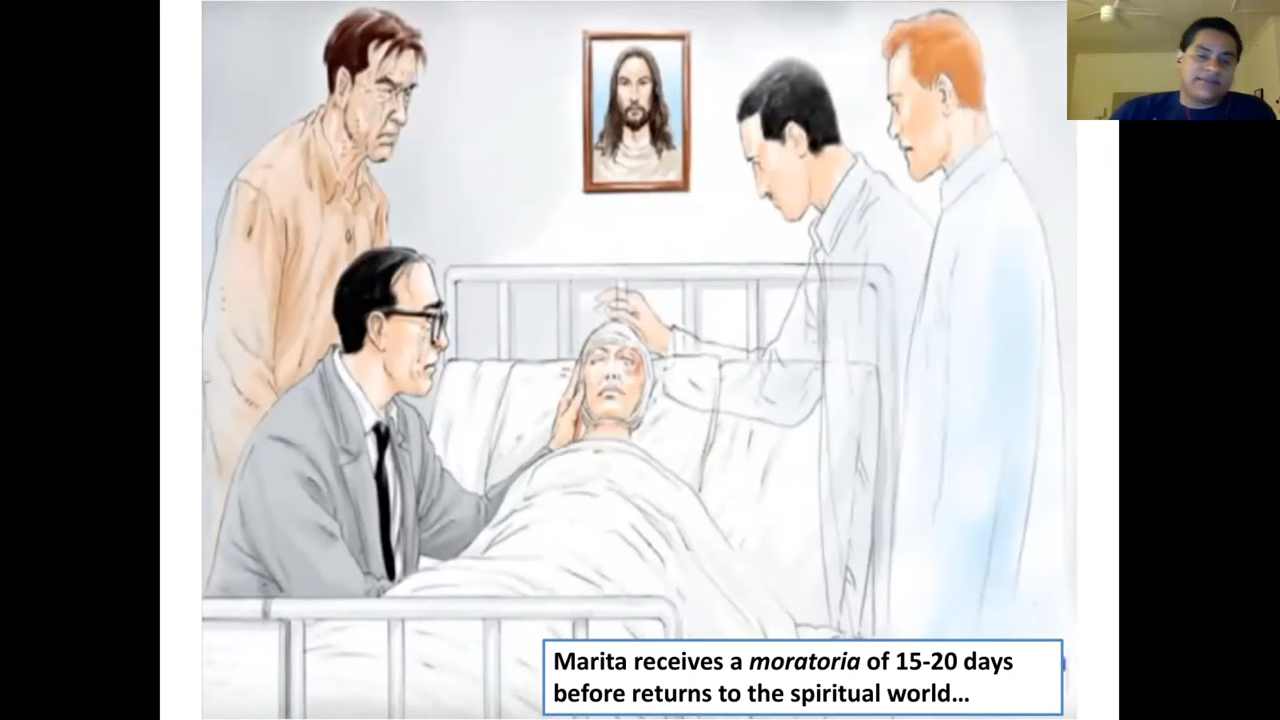 Marita receives a moratoria of 15-20 days
before returns to the spiritual world…